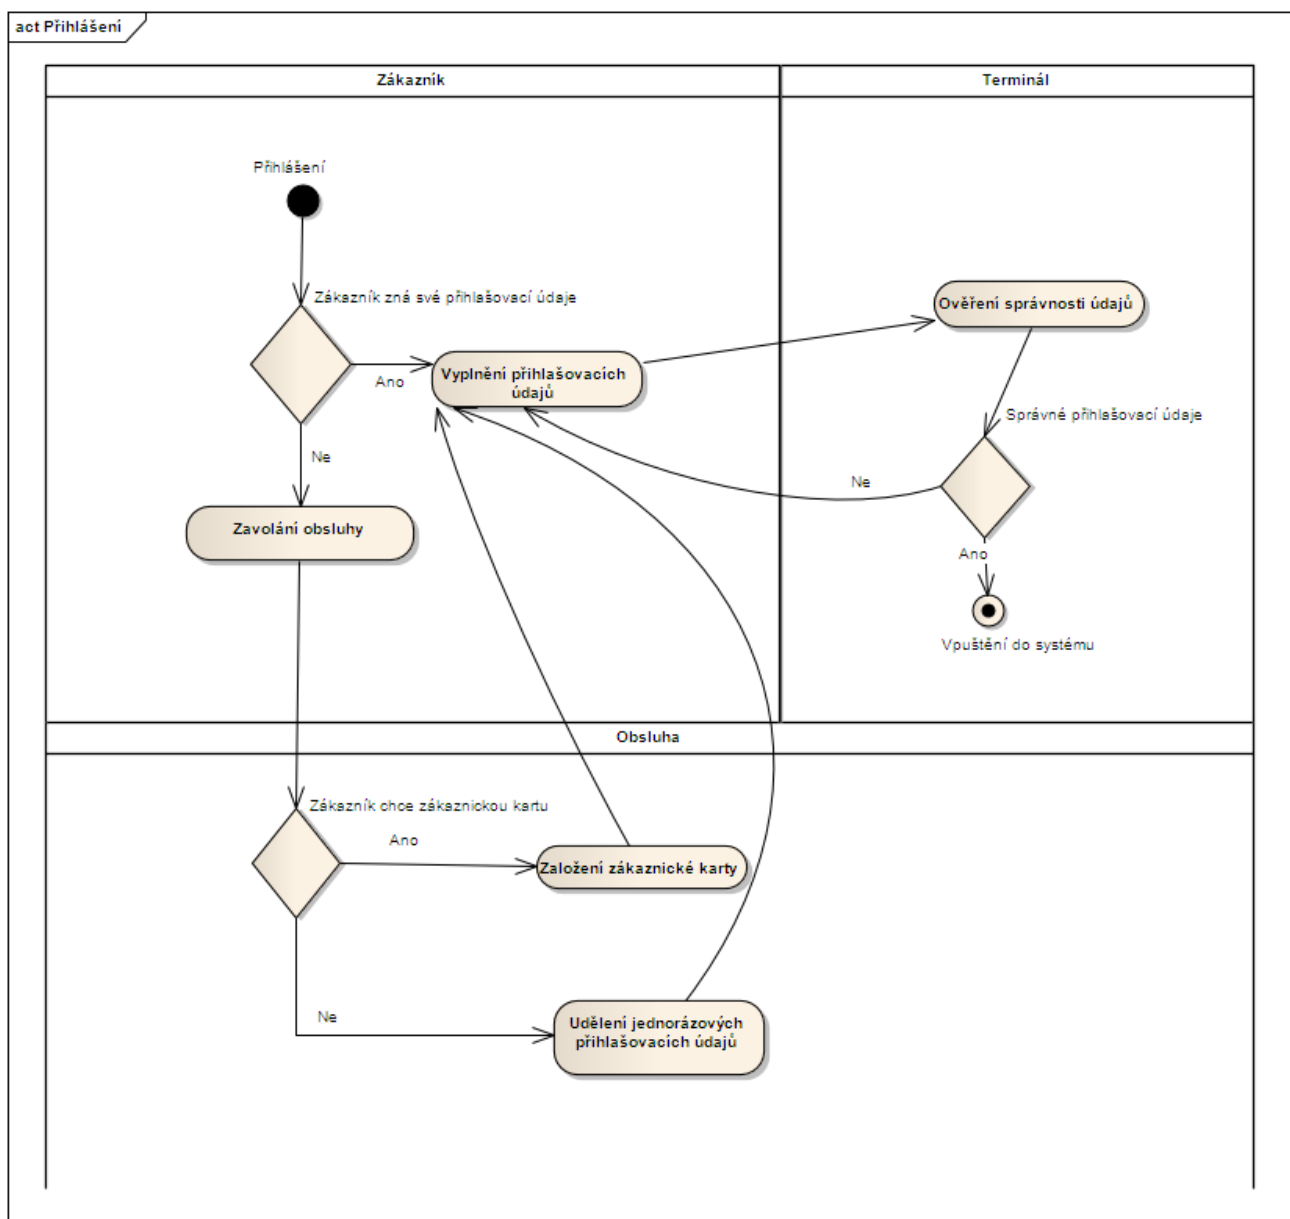 act Přihlášení
Zákazník
Terminál
Přihlášení
Zákazník zná své přihlašovací údaje
Ověření správnosti údajů
Ano
Vyplnění přihlašovacích
údajů
Správné přihlašovací údaje
Ne
Ne
Zavolání obsluhy
Ano
Vpuštění do systému
Obsluha
Zákazník chce zákaznickou kartu
Ano
Založení zákaznické karty
Ne
Udělení jednorázových
přihlašovacích údajů